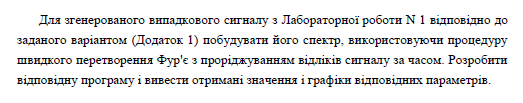 Для згенерованого випадкового сигналу з Лабораторної роботи N 1 відповідно до
заданого варіантом (Додаток 1) побудувати його спектр, використовуючи процедуру
швидкого перетворення Фур'є з проріджуванням відліків сигналу за часом. Розробити
відповідну програму і вивести отримані значення і графіки відповідних параметрів.